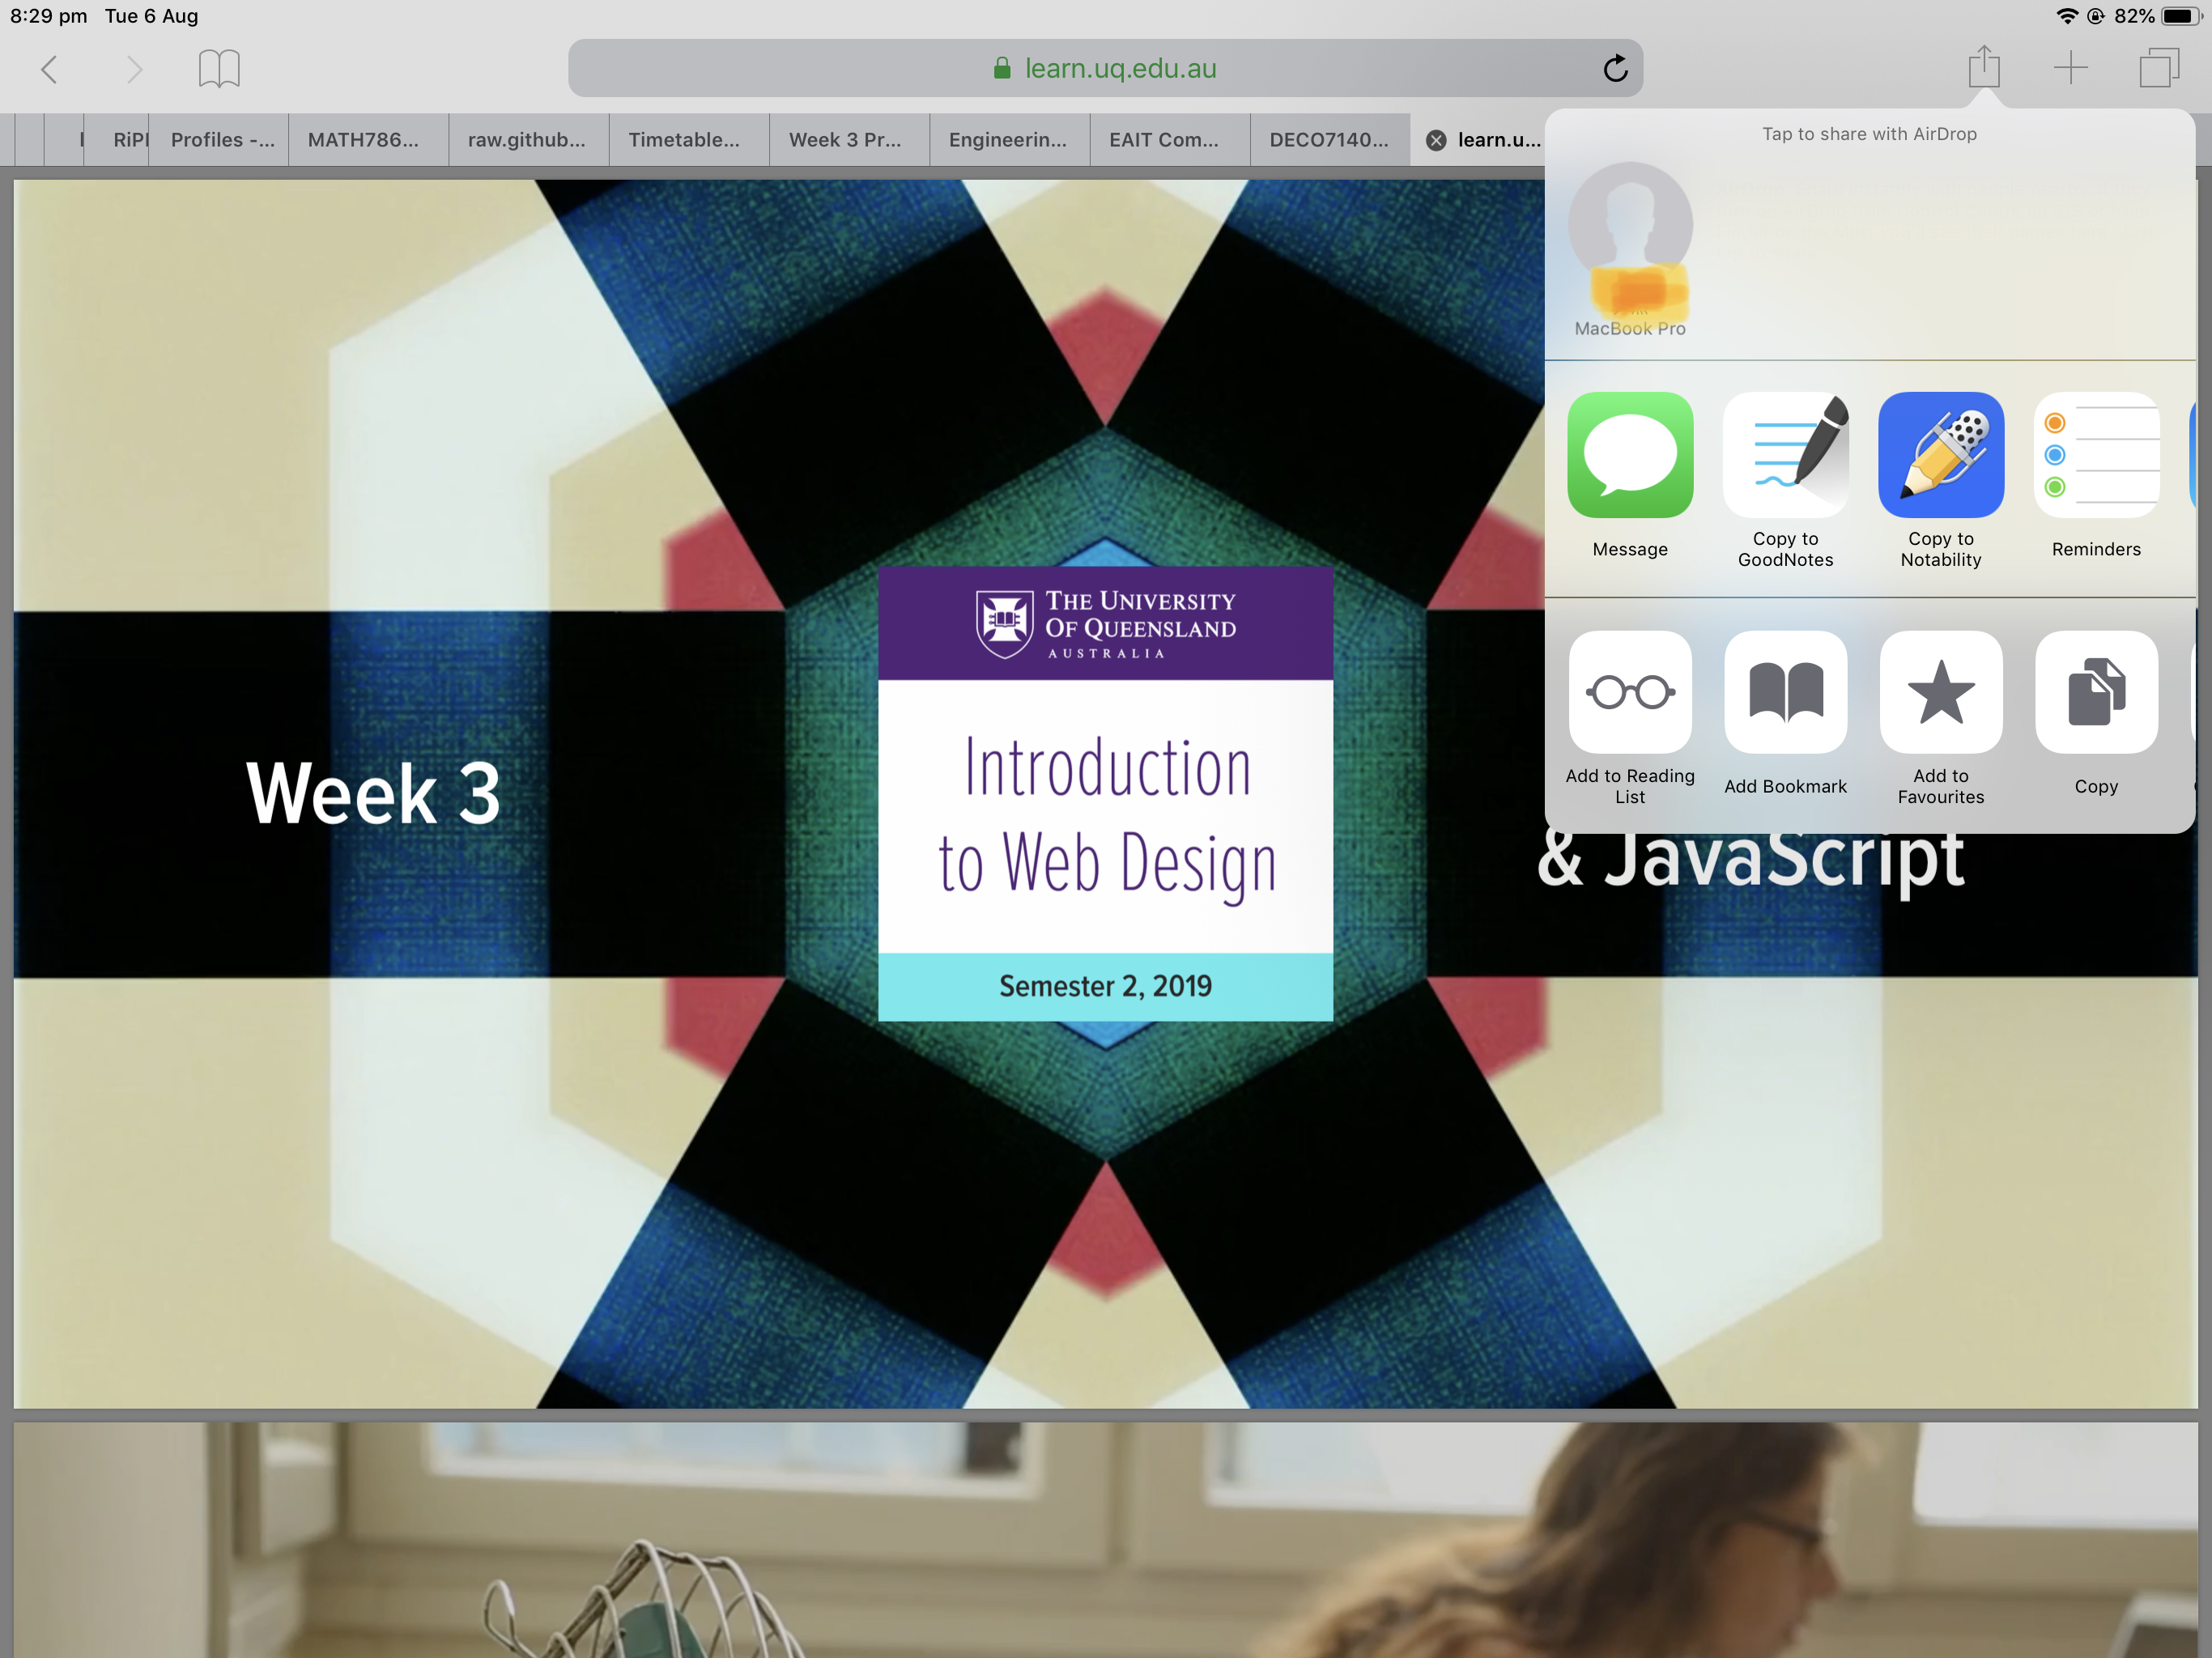 8:29 pm Tue 6 Aug
82%
learn.uq.edu.au
Profiles -...
MATH786...
raw.github...
Timetable...
Week 3 Pr...
Engineerin...
EAIT Com...
DECO7140...
learn.u...
Tap to share with AirDrop
MacBook Pro
Message
Copy to
GoodNotes
Copy to
Notability
Reminders
Add to Reading
List
Add Bookmark
Add to
Favourites
Copy
Week 3
THE UNIVERSITY
OF QUEENSLAND
AUSTRALIA
Introduction
to Web Design
Semester 2, 2019
& JavaScript